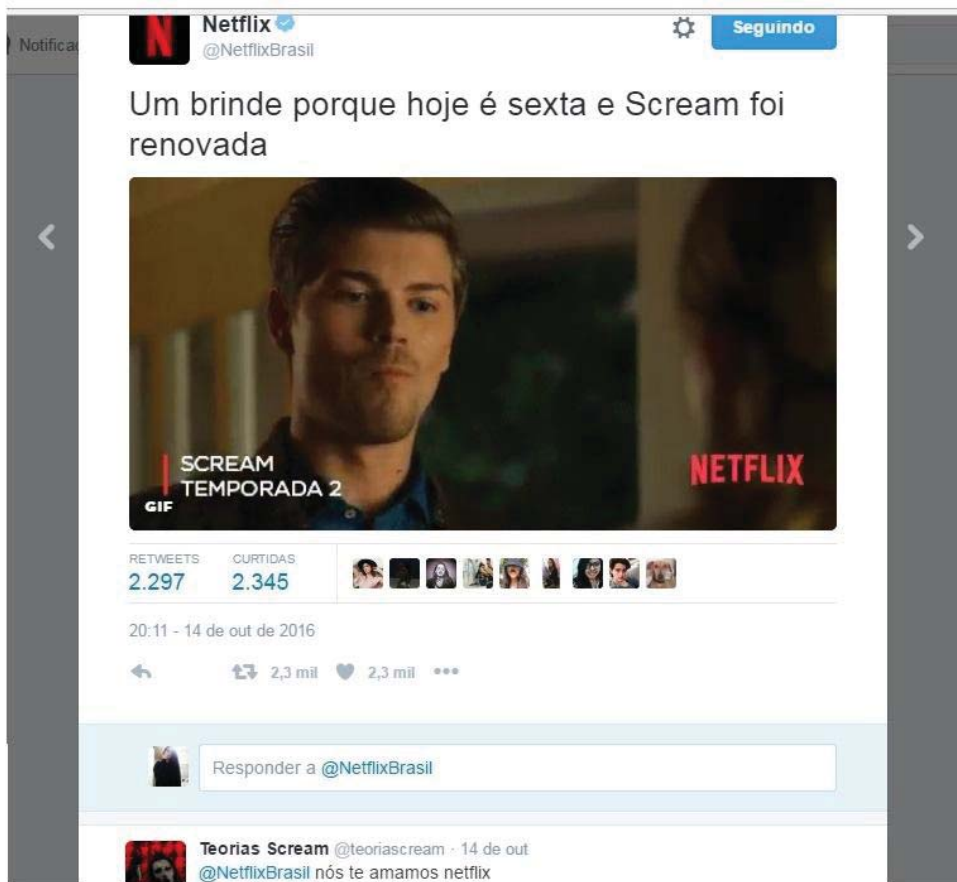 Notificaç
N
Netflix
@NetflixBrasil
Seguindo
Um brinde porque hoje é sexta e Scream foi
renovada
SCREAM
TEMPORADA 2
GIF
NETFLIX
RETWEETS
CURTIDAS
2.297
2.345
20:11 - 14 de out de 2016
2,3 mil
2,3 mil
Responder a @NetflixBrasil
Teorias Scream @teoriascream · 14 de out
@NetflixBrasil nós te amamos netflix